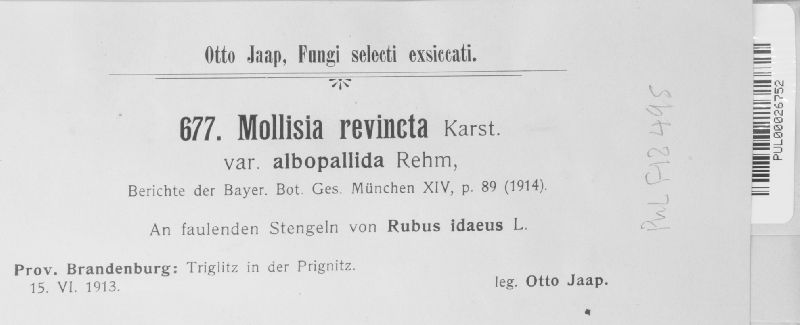 Otto Jaap, Fungi selecti exsiccati.
677. Mollisia revincta Karst.
var. albopallida Rehm,
Berichte der Bayer. Bot. Ges. München XIV, p. 89 (1914).
An faulenden Stengeln von Rubus idaeus L.
Prov. Brandenburg: Triglitz in der Prignitz.
15. VI. 1913.
leg. Otto Jaap.
PUL F12495
PUL00026752